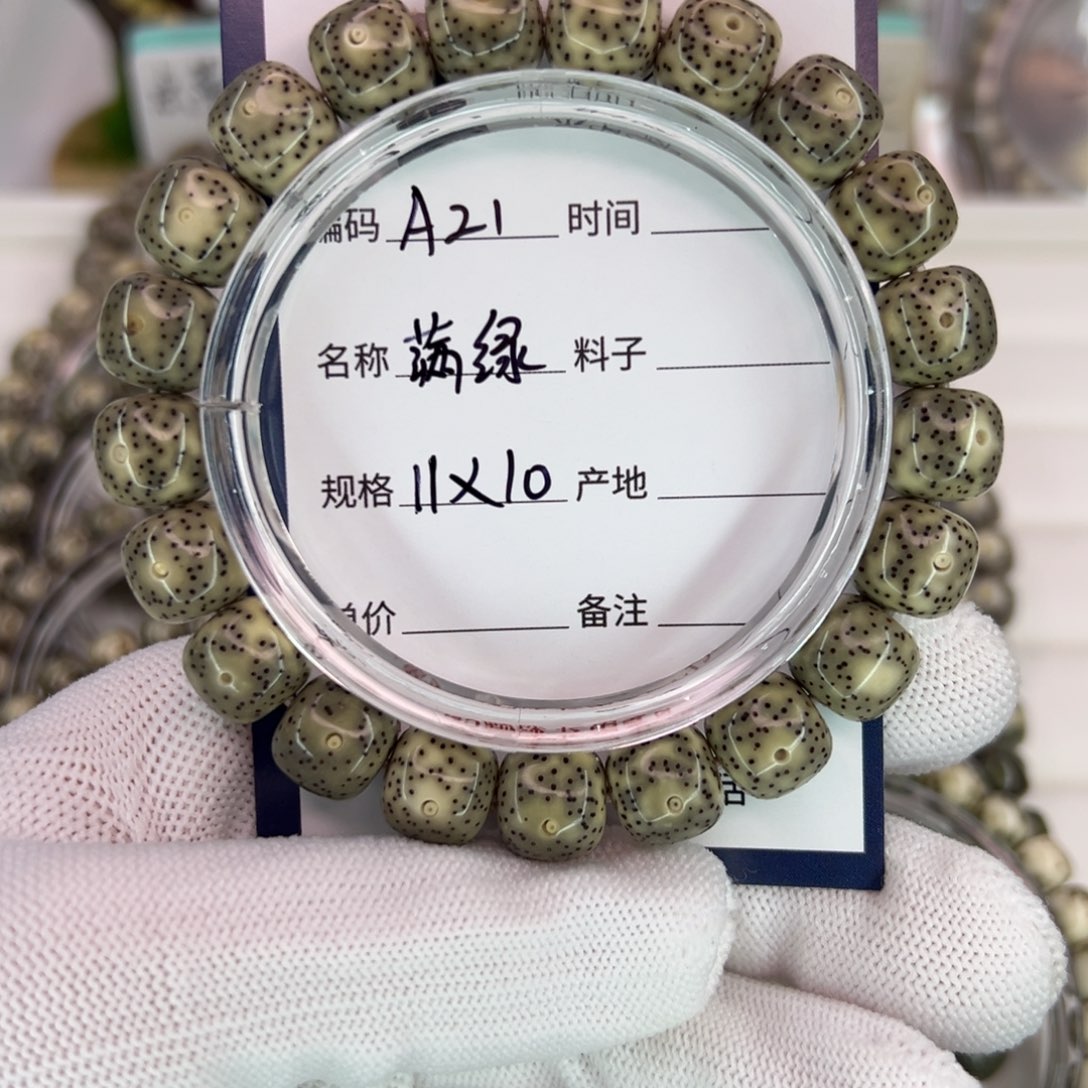 编码 A21 时间
名称 满绿 料子
规格 11X10 产地
单价 备注